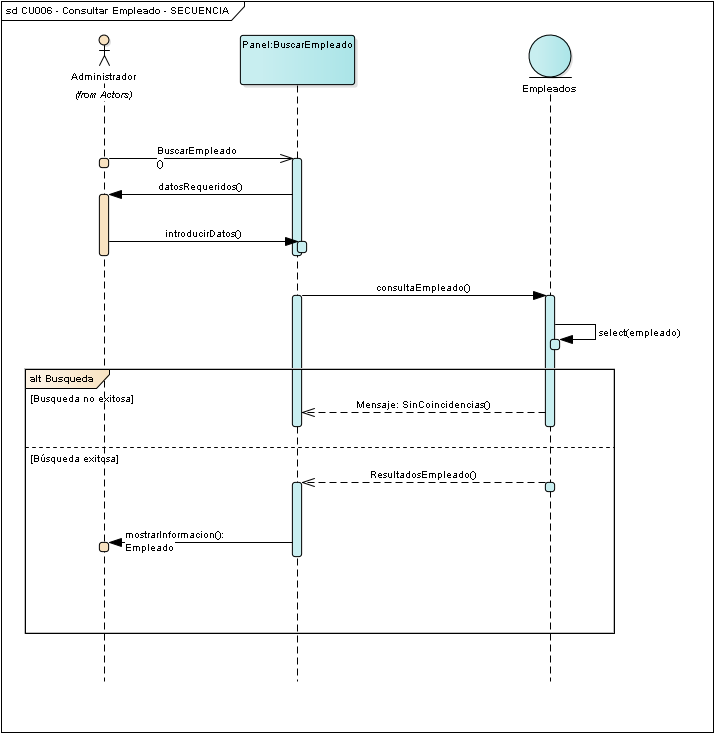 sd CU006 - Consultar Empleado - SECUENCIA
Administrador
(from Actors)
Panel:BuscarEmpleado
Empleados
BuscarEmpleado
()
datosRequeridos()
introducirDatos()
consultaEmpleado()
select(empleado)
alt Busqueda
[Busqueda no exitosa]
Mensaje: SinCoincidencias()
[Búsqueda exitosa]
ResultadosEmpleado()
mostrarInformacion():
Empleado